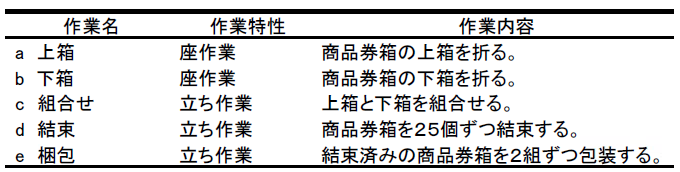 作業名 作業特性 作業内容
a 上箱 座作業 商品券箱の上箱を折る。
b 下箱 座作業 商品券箱の下箱を折る。
c 組合せ 立ち作業 上箱と下箱を組合せる。
d 結束 立ち作業 商品券箱を25個ずつ結束する。
e 梱包 立ち作業 結束済みの商品券箱を2組ずつ包装する。